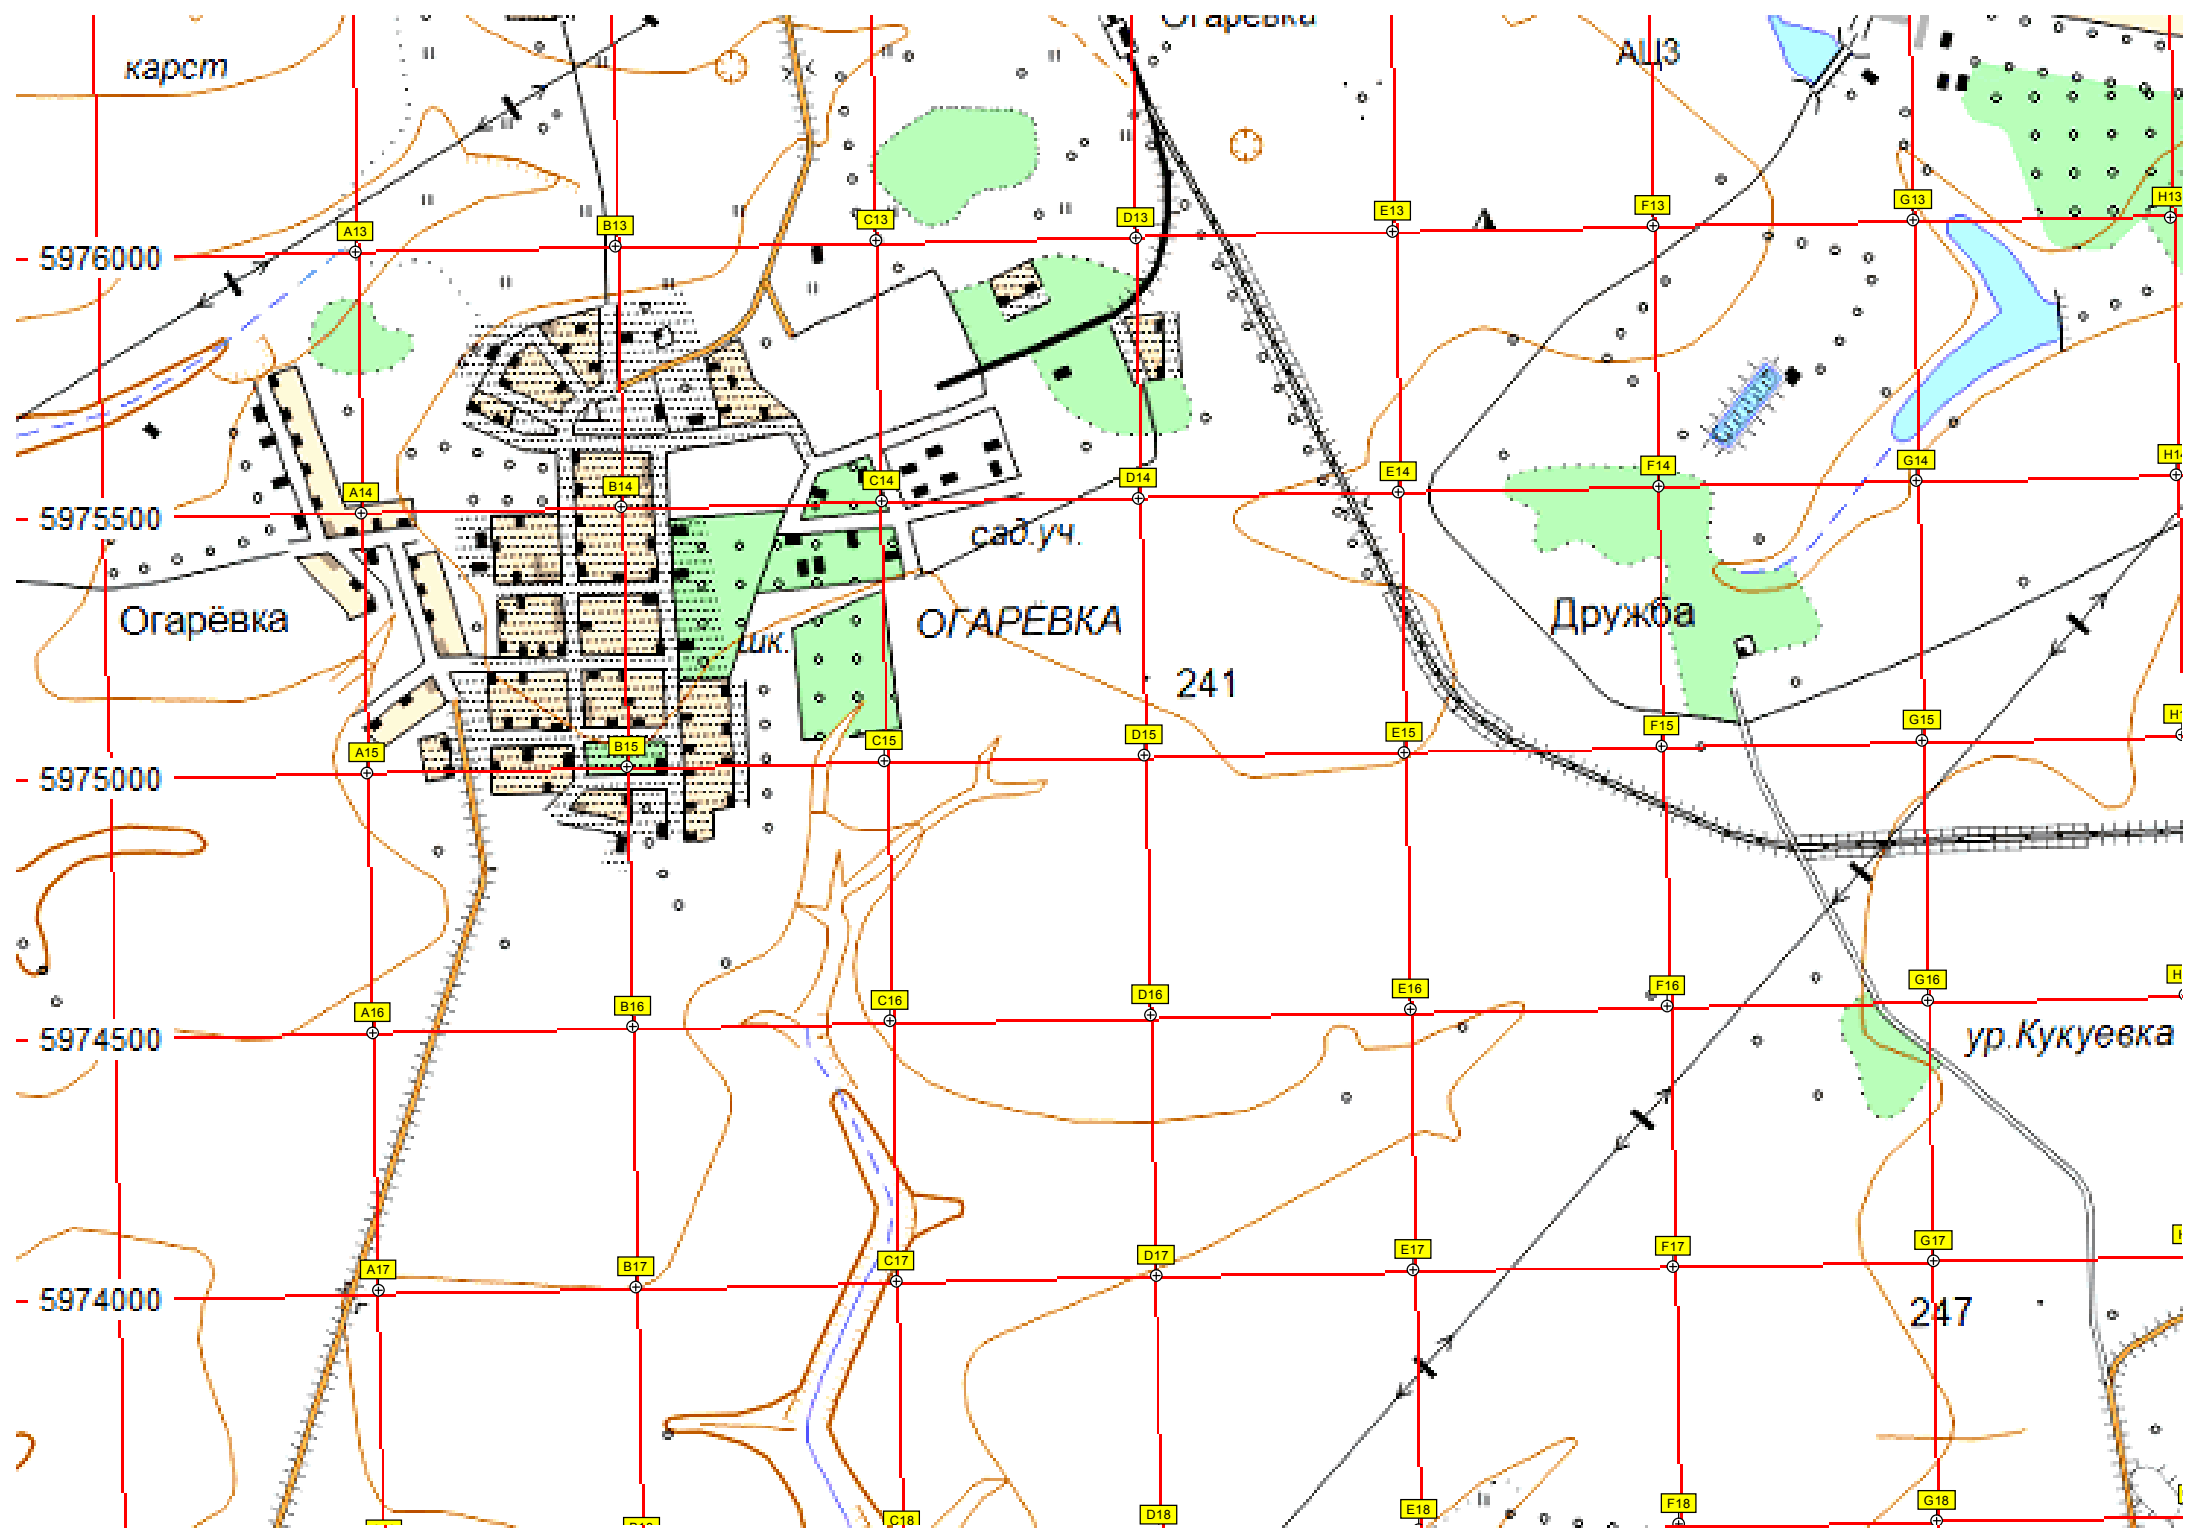 Огарёвка
АЦЗ
карст
A13 B13 C13 D13 E13 F13 G13 H13
5976000
A14 B14 C14 D14 E14 F14 G14 H14
5975500
сад.уч.
Огарёвка
шк.
ОГАРЁВКА
Дружба
241
A15 B15 C15 D15 E15 F15 G15
5975000
A16 B16 C16 D16 E16 F16 G16
5974500
ур.Кукуевка
A17 B17 C17 D17 E17 F17 G17
5974000
247
C18 D18 E18 F18 G18